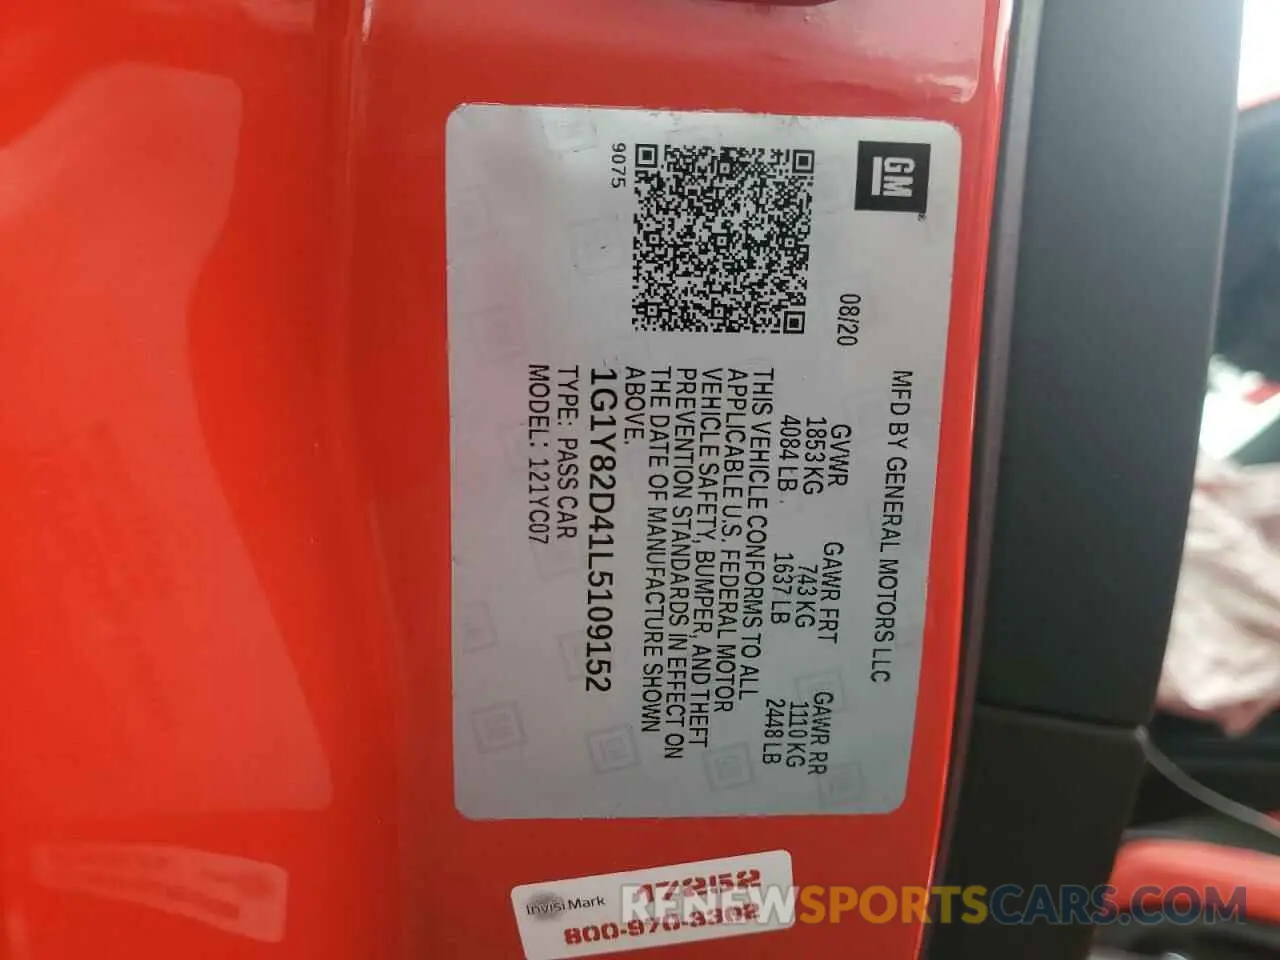 GM
MFD BY GENERAL MOTORS LLC
08/20
GVWR GAWR FRT GAWR RR
1853 KG 743 KG 1110 KG
4084 LB 1637 LB 2448 LB
THIS VEHICLE CONFORMS TO ALL
APPLICABLE U.S. FEDERAL MOTOR
VEHICLE SAFETY, BUMPER, AND THEFT
PREVENTION STANDARDS IN EFFECT ON
THE DATE OF MANUFACTURE SHOWN
ABOVE.
1G1Y82D41L5109152
TYPE: PASS CAR
MODEL: 121YC07
9075
InvisiMark 17252
800-970-3302
RENEWSPORTSCARS.COM